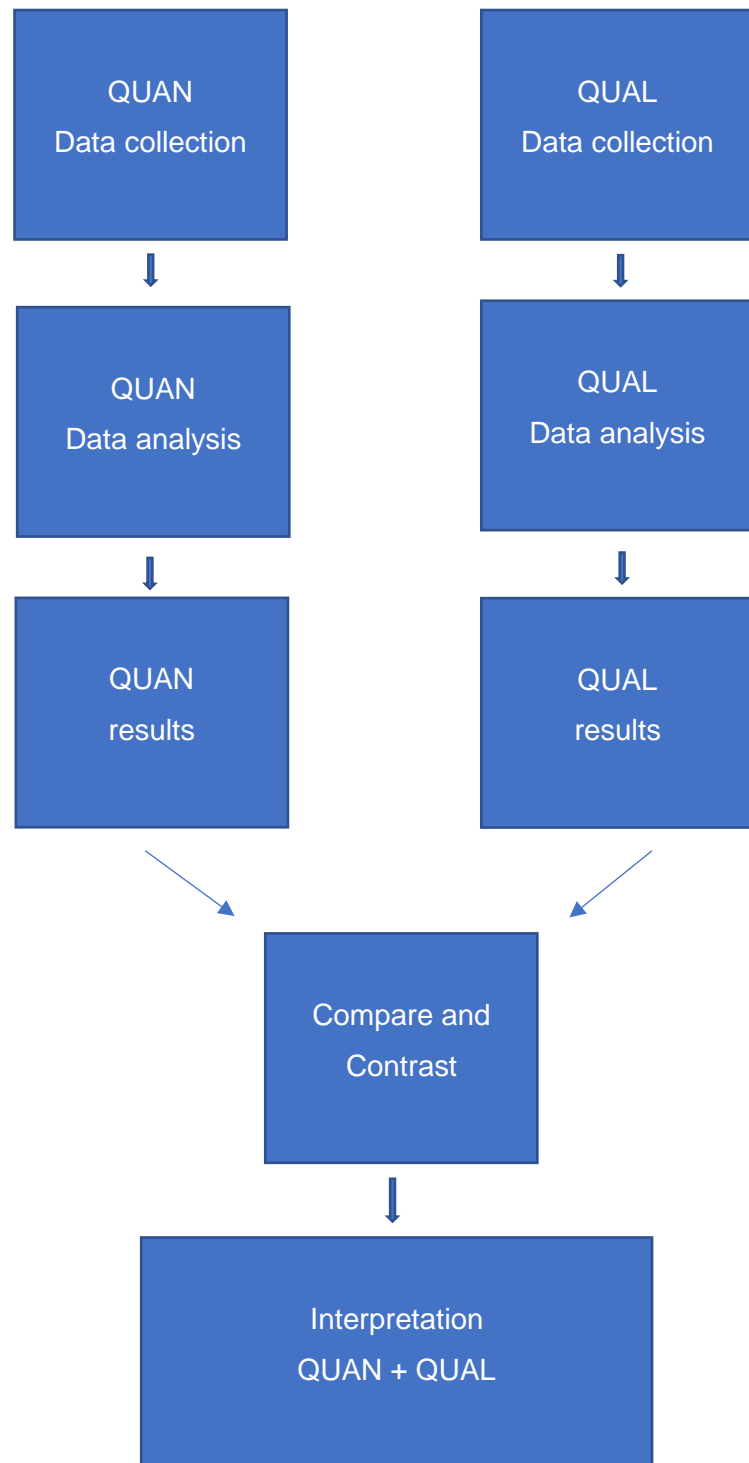 QUAN
Data collection
QUAL
Data collection
QUAN
Data analysis
QUAL
Data analysis
QUAN
results
QUAL
results
Compare and
Contrast
Interpretation
QUAN + QUAL